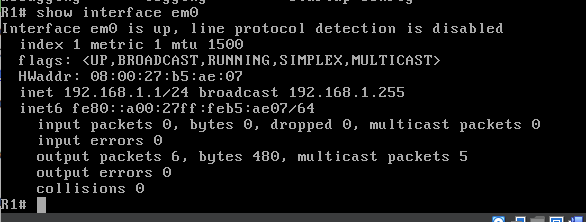 R1# show interface em0
Interface em0 is up, line protocol detection is disabled
index 1 metric 1 mtu 1500
flags: <UP,BROADCAST,RUNNING,SIMPLEX,MULTICAST>
HWaddr: 08:00:27:b5:ae:07
inet 192.168.1.1/24 broadcast 192.168.1.255
inet6 fe80::a00:27ff:feb5:ae07/64
input packets 0, bytes 0, dropped 0, multicast packets 0
input errors 0
output packets 6, bytes 480, multicast packets 5
output errors 0
collisions 0
R1#